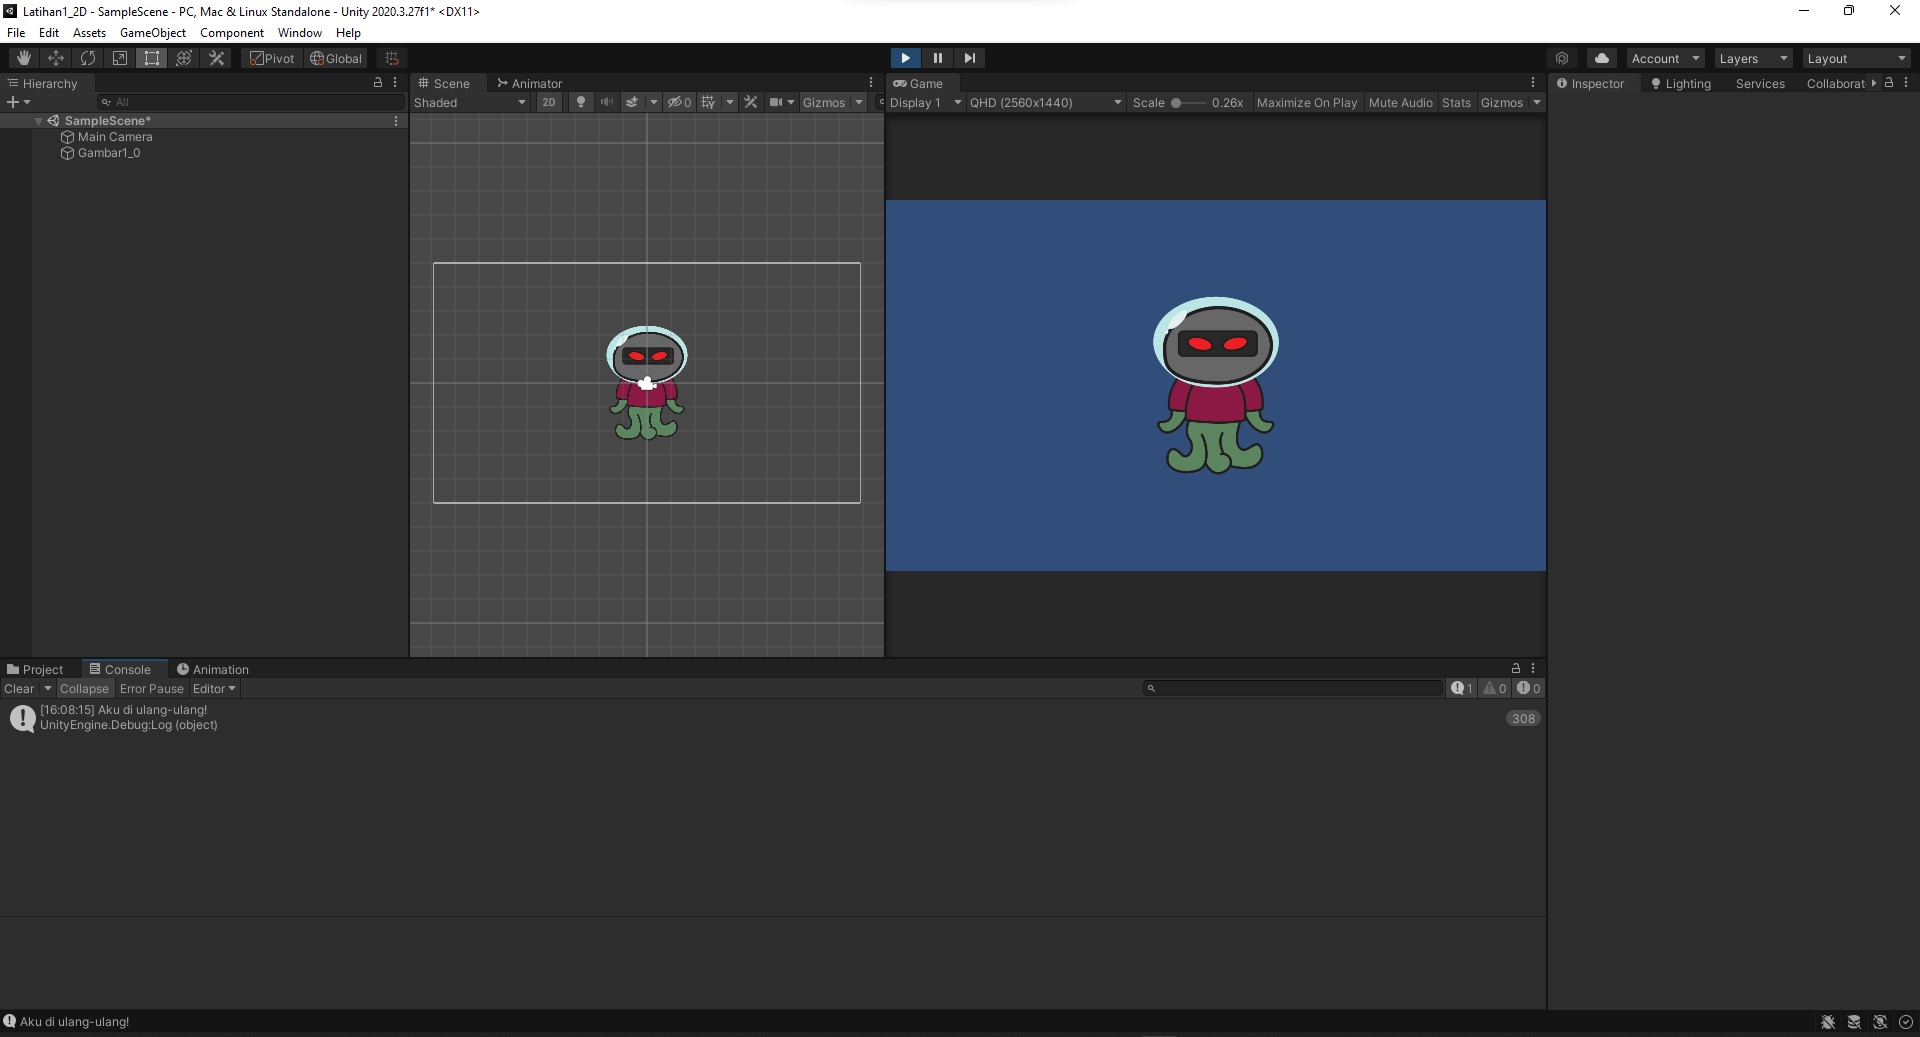 Latihan1_2D - SampleScene - PC, Mac & Linux Standalone - Unity 2020.3.27f1* <DX11>
File Edit Assets GameObject Component Window Help
Pivot Global Account Layers Layout
Hierarchy
All
SampleScene*
Main Camera
Gambar1_0
Scene Animator
Shaded 2D 0 Gizmos
Game
Display 1 QHD (2560x1440) Scale 0.26x Maximize On Play Mute Audio Stats Gizmos
Inspector Lighting Services Collaborat
Project Console Animation
Clear Collapse Error Pause Editor 1 0 0
[16:08:15] Aku di ulang-ulang!
UnityEngine.Debug:Log (object)
308
Aku di ulang-ulang!